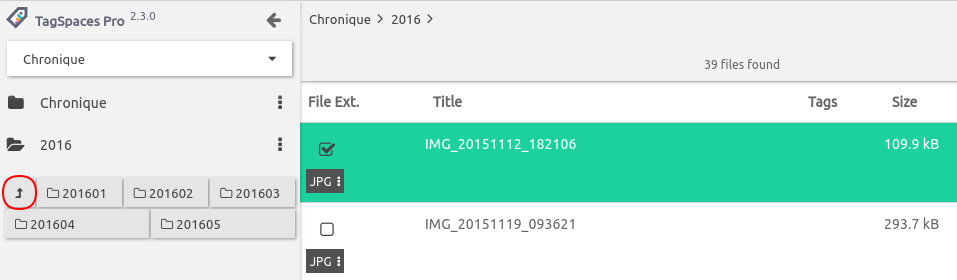 TagSpaces Pro 2.3.0
Chronique
Chronique
2016
201601 201602 201603
201604 201605
Chronique > 2016 >
39 files found
File Ext. Title Tags Size
IMG_20151112_182106 109.9 kB
JPG
IMG_20151119_093621 293.7 kB
JPG